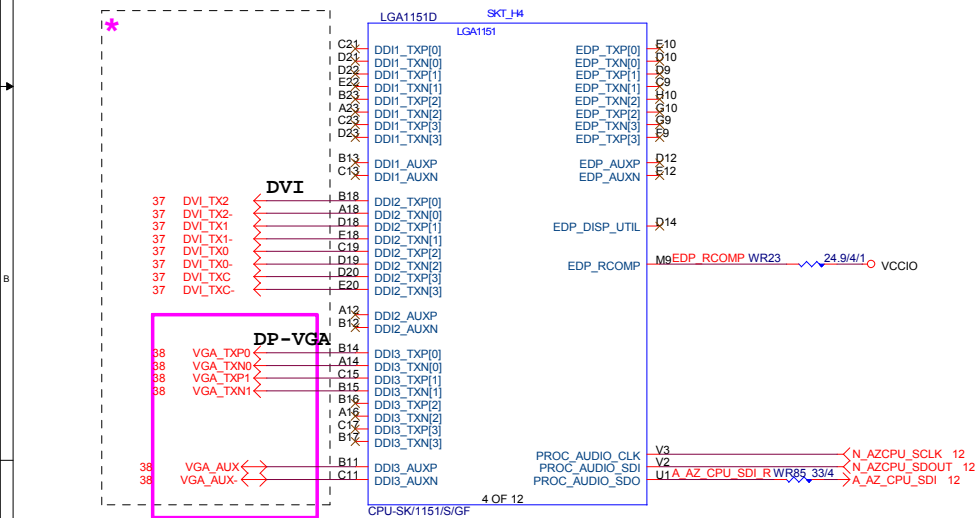 *
LGA1151D
SKT_H4
LGA1151
C21 DDI1_TXP[0] EDP_TXP[0] E10
D21 DDI1_TXN[0] EDP_TXN[0] D10
D22 DDI1_TXP[1] EDP_TXP[1] D9
E22 DDI1_TXN[1] EDP_TXN[1] C9
B23 DDI1_TXP[2] EDP_TXN[2] H10
A23 DDI1_TXN[2] EDP_TXP[2] G10
C23 DDI1_TXP[3] EDP_TXN[3] G9
D23 DDI1_TXN[3] EDP_TXP[3] F9
B13 DDI1_AUXP EDP_AUXP D12
C13 DDI1_AUXN EDP_AUXN E12
DVI
37 DVI_TX2 B18 DDI2_TXP[0]
37 DVI_TX2- A18 DDI2_TXN[0]
37 DVI_TX1 D18 DDI2_TXP[1] EDP_DISP_UTIL D14
37 DVI_TX1- E18 DDI2_TXN[1]
37 DVI_TX0 C19 DDI2_TXP[2]
37 DVI_TX0- D19 DDI2_TXN[2] EDP_RCOMP M9 EDP_RCOMP WR23 24.9/4/1 VCCIO
37 DVI_TXC D20 DDI2_TXP[3]
37 DVI_TXC- E20 DDI2_TXN[3]
B
A12 DDI2_AUXP
B12 DDI2_AUXN
DP-VGA
38 VGA_TXP0 B14 DDI3_TXP[0]
38 VGA_TXN0 A14 DDI3_TXN[0]
38 VGA_TXP1 C15 DDI3_TXP[1]
38 VGA_TXN1 B15 DDI3_TXN[1]
B16 DDI3_TXP[2]
A16 DDI3_TXN[2]
C17 DDI3_TXP[3]
B17 DDI3_TXN[3]
PROC_AUDIO_CLK V3 N_AZCPU_SCLK 12
38 VGA_AUX B11 DDI3_AUXP PROC_AUDIO_SDI V2 N_AZCPU_SDOUT 12
38 VGA_AUX- C11 DDI3_AUXN PROC_AUDIO_SDO U1 A_AZ_CPU_SDI_R WR85 33/4 A_AZ_CPU_SDI 12
4 OF 12
CPU-SK/1151/S/GF